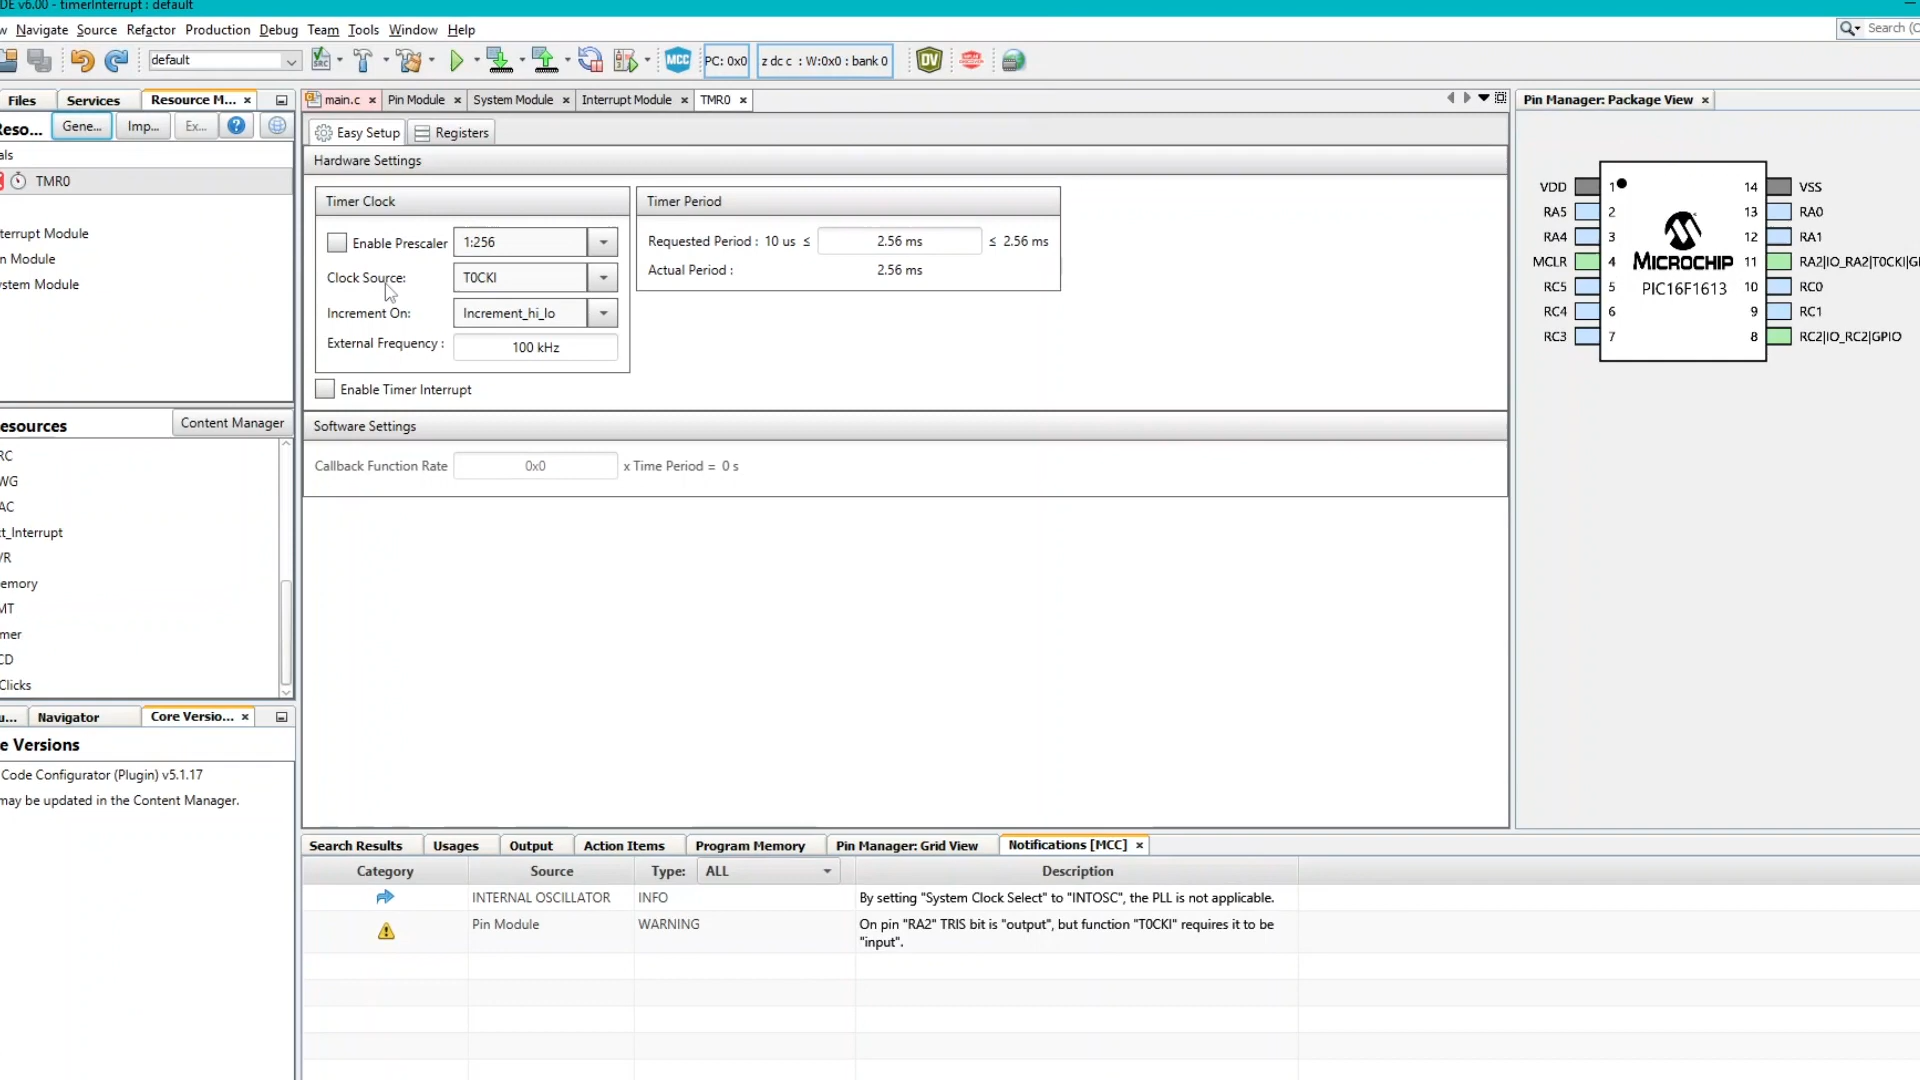 DE v6.00 - timerInterrupt : default
w Navigate Source Refactor Production Debug Team Tools Window Help
Search (C
default
MCC
PC: 0x0
z dc c : W:0x0 : bank 0
DV
Files
Services
Resource M...
main.c
Pin Module
System Module
Interrupt Module
TMR0
Pin Manager: Package View
Reso...
Gene...
Imp...
Ex...
als
TMR0
terrupt Module
n Module
stem Module
Easy Setup
Registers
Hardware Settings
Timer Clock
Enable Prescaler
1:256
Clock Source:
T0CKI
Increment On:
Increment_hi_lo
External Frequency :
100 kHz
Enable Timer Interrupt
Timer Period
Requested Period : 10 us ≤ 2.56 ms ≤ 2.56 ms
Actual Period : 2.56 ms
Software Settings
Callback Function Rate 0x0 x Time Period = 0 s
VDD 1 14 VSS
RA5 2 13 RA0
RA4 3 12 RA1
MCLR 4 MICROCHIP 11 RA2|IO_RA2|T0CKI|G
RC5 5 PIC16F1613 10 RC0
RC4 6 9 RC1
RC3 7 8 RC2|IO_RC2|GPIO
esources
Content Manager
RC
WG
AC
t_Interrupt
VR
emory
MT
mer
CD
Clicks
u...
Navigator
Core Versio...
e Versions
Code Configurator (Plugin) v5.1.17
may be updated in the Content Manager.
Search Results
Usages
Output
Action Items
Program Memory
Pin Manager: Grid View
Notifications [MCC]
Category Source Type: ALL Description
INTERNAL OSCILLATOR INFO By setting "System Clock Select" to "INTOSC", the PLL is not applicable.
Pin Module WARNING On pin "RA2" TRIS bit is "output", but function "T0CKI" requires it to be
"input".